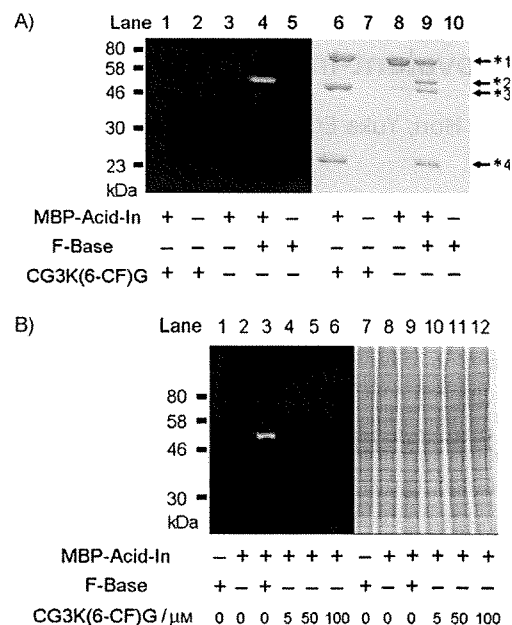 A)
Lane 1 2 3 4 5 6 7 8 9 10
80
58
46
30
23
kDa
*1
*2
*3
*4
MBP-Acid-In + − + + − + − + + −
F-Base − − − + + − − − + +
CG3K(6-CF)G + + − − − + + − − −
B)
Lane 1 2 3 4 5 6 7 8 9 10 11 12
80
58
46
30
kDa
MBP-Acid-In − + + + + + − + + + + +
F-Base + − + − − − + − + − − −
CG3K(6-CF)G / μM 0 0 0 5 50 100 0 0 0 5 50 100